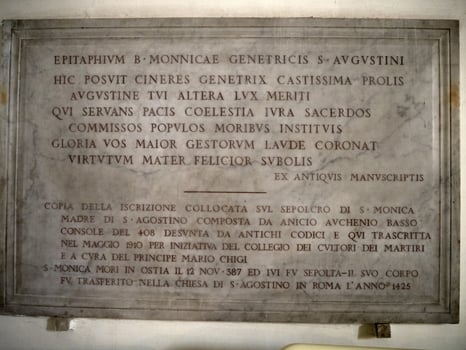 EPITAPHIVM B·MONNICAE GENETRICIS S·AVGVSTINI
HIC POSVIT CINERES GENETRIX CASTISSIMA PROLIS
AVGVSTINE TVI ALTERA LVX MERITI
QVI SERVANS PACIS COELESTIA IVRA SACERDOS
COMMISSOS POPVLOS MORIBVS INSTITVIS
GLORIA VOS MAIOR GESTORVM LAVDE CORONAT
VIRTVTVM MATER FELICIOR SVBOLIS
EX ANTIQVIS MANVSCRIPTIS
COPIA DELLA ISCRIZIONE COLLOCATA SVL SEPOLCRO DI S·MONICA
MADRE DI S·AGOSTINO COMPOSTA DA ANICIO AVCHENIO BASSO
CONSOLE DEL 408 DESVNTA DA ANTICHI CODICI E QVI TRASCRITTA
NEL MAGGIO 1910 PER INIZIATIVA DEL COLLEGIO DEI CVLTORI DEI MARTIRI
E A CVRA DEL PRINCIPE MARIO CHIGI
S·MONICA MORI IN OSTIA IL 12 NOV·387 ED IVI FV SEPOLTA-IL SVO CORPO
FV TRASFERITO NELLA CHIESA DI S·AGOSTINO IN ROMA L'ANNO 1425